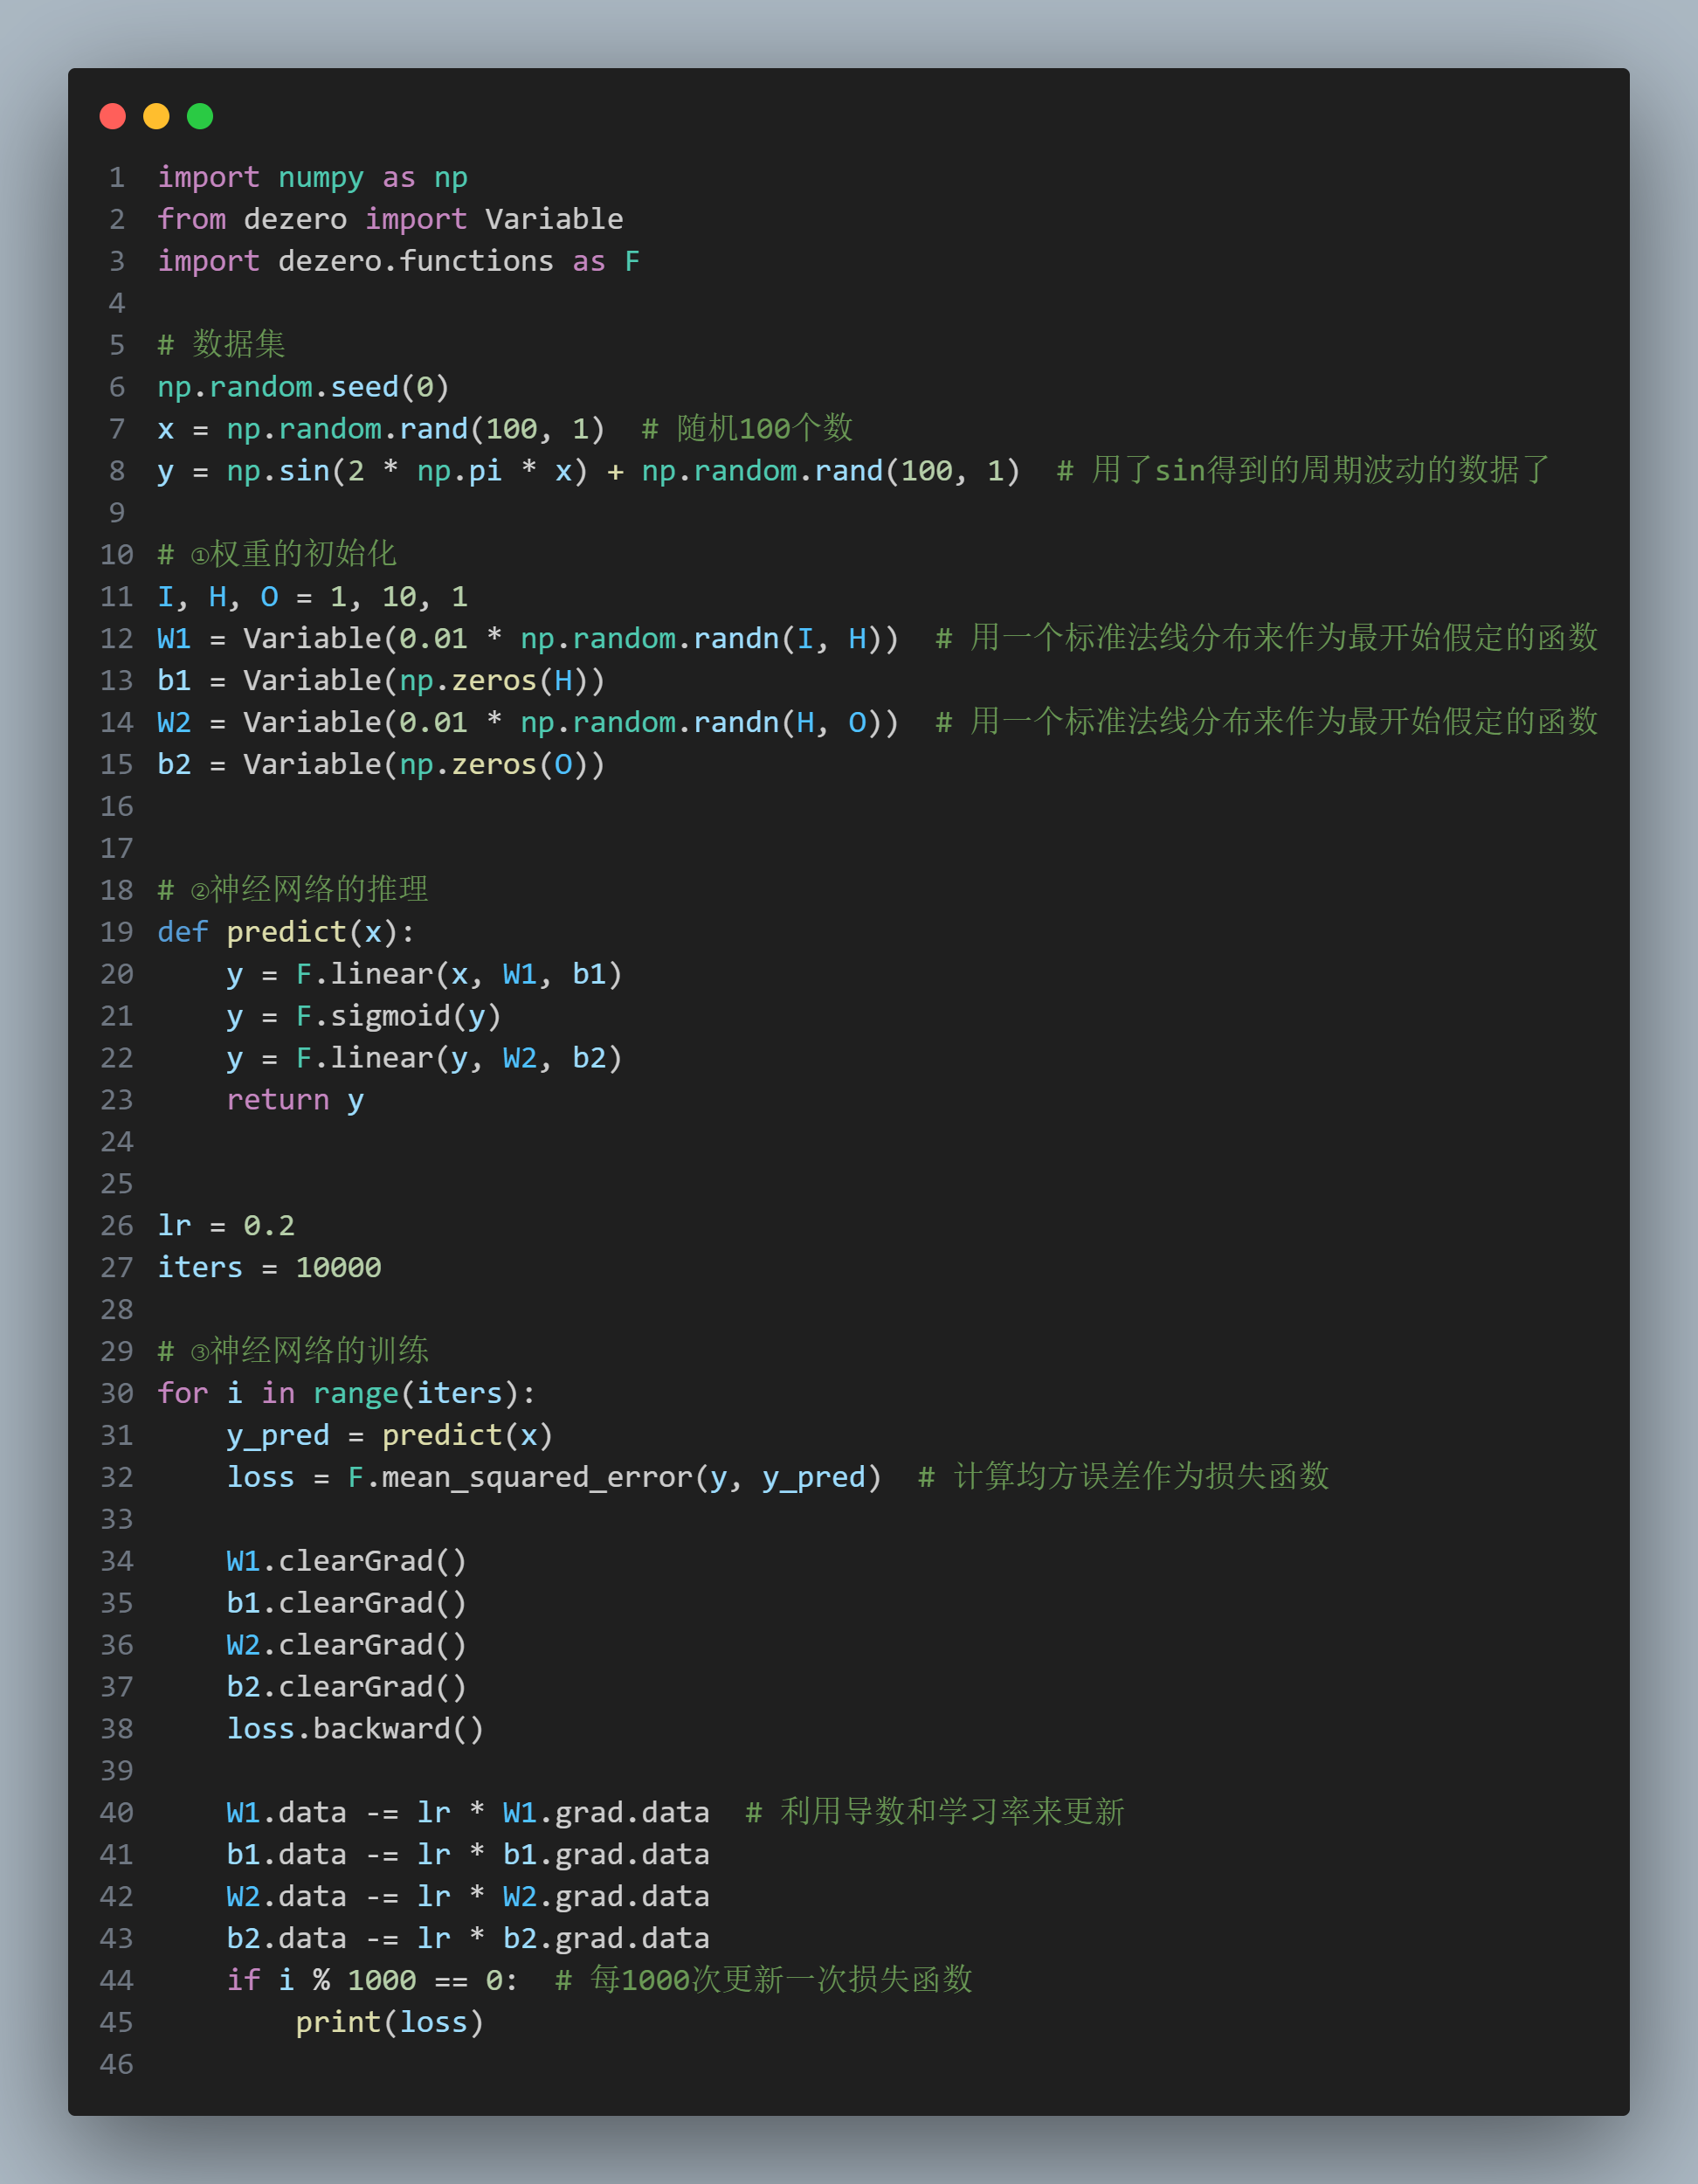 1 import numpy as np
2 from dezero import Variable
3 import dezero.functions as F
4
5 # 数据集
6 np.random.seed(0)
7 x = np.random.rand(100, 1)  # 随机100个数
8 y = np.sin(2 * np.pi * x) + np.random.rand(100, 1)  # 用了sin得到的周期波动的数据了
9
10 # ①权重的初始化
11 I, H, O = 1, 10, 1
12 W1 = Variable(0.01 * np.random.randn(I, H))  # 用一个标准法线分布来作为最开始假定的函数
13 b1 = Variable(np.zeros(H))
14 W2 = Variable(0.01 * np.random.randn(H, O))  # 用一个标准法线分布来作为最开始假定的函数
15 b2 = Variable(np.zeros(O))
16
17
18 # ②神经网络的推理
19 def predict(x):
20     y = F.linear(x, W1, b1)
21     y = F.sigmoid(y)
22     y = F.linear(y, W2, b2)
23     return y
24
25
26 lr = 0.2
27 iters = 10000
28
29 # ③神经网络的训练
30 for i in range(iters):
31     y_pred = predict(x)
32     loss = F.mean_squared_error(y, y_pred)  # 计算均方误差作为损失函数
33
34     W1.clearGrad()
35     b1.clearGrad()
36     W2.clearGrad()
37     b2.clearGrad()
38     loss.backward()
39
40     W1.data -= lr * W1.grad.data  # 利用导数和学习率来更新
41     b1.data -= lr * b1.grad.data
42     W2.data -= lr * W2.grad.data
43     b2.data -= lr * b2.grad.data
44     if i % 1000 == 0:  # 每1000次更新一次损失函数
45         print(loss)
46